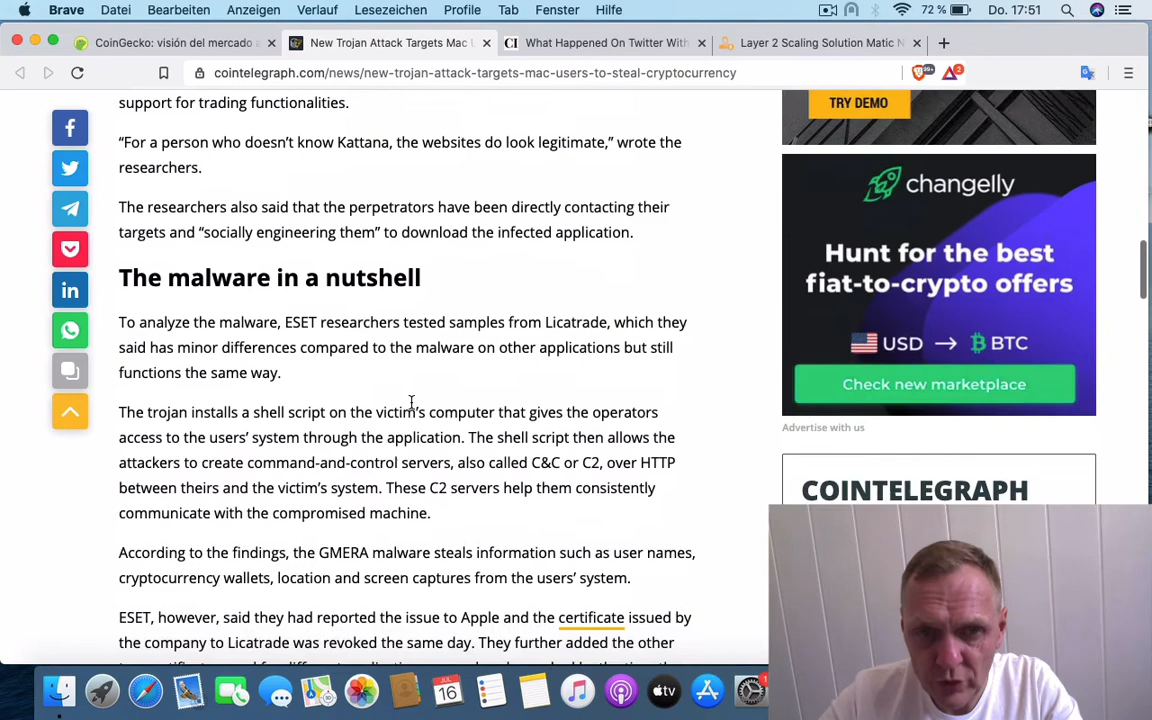 Brave Datei Bearbeiten Anzeigen Verlauf Lesezeichen Profile Tab Fenster Hilfe 72 % Do. 17:51
CoinGecko: visión del mercado New Trojan Attack Targets Mac What Happened On Twitter With Layer 2 Scaling Solution Matic N
cointelegraph.com/news/new-trojan-attack-targets-mac-users-to-steal-cryptocurrency 99+ 2
support for trading functionalities.
“For a person who doesn’t know Kattana, the websites do look legitimate,” wrote the
researchers.
The researchers also said that the perpetrators have been directly contacting their
targets and “socially engineering them” to download the infected application.
The malware in a nutshell
To analyze the malware, ESET researchers tested samples from Licatrade, which they
said has minor differences compared to the malware on other applications but still
functions the same way.
The trojan installs a shell script on the victim’s computer that gives the operators
access to the users’ system through the application. The shell script then allows the
attackers to create command-and-control servers, also called C&C or C2, over HTTP
between theirs and the victim’s system. These C2 servers help them consistently
communicate with the compromised machine.
According to the findings, the GMERA malware steals information such as user names,
cryptocurrency wallets, location and screen captures from the users’ system.
ESET, however, said they had reported the issue to Apple and the certificate issued by
the company to Licatrade was revoked the same day. They further added the other
TRY DEMO
changelly
Hunt for the best
fiat-to-crypto offers
USD → BTC
Check new marketplace
Advertise with us
COINTELEGRAPH
JUL
16
tv
1